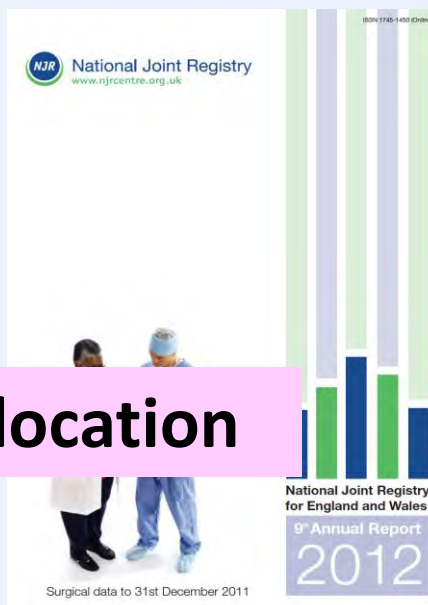 ISSN 1745-1450 (Onlin
NJR
National Joint Registry
www.njrcentre.org.uk
location
National Joint Registry
for England and Wales
9th Annual Report
2012
Surgical data to 31st December 2011